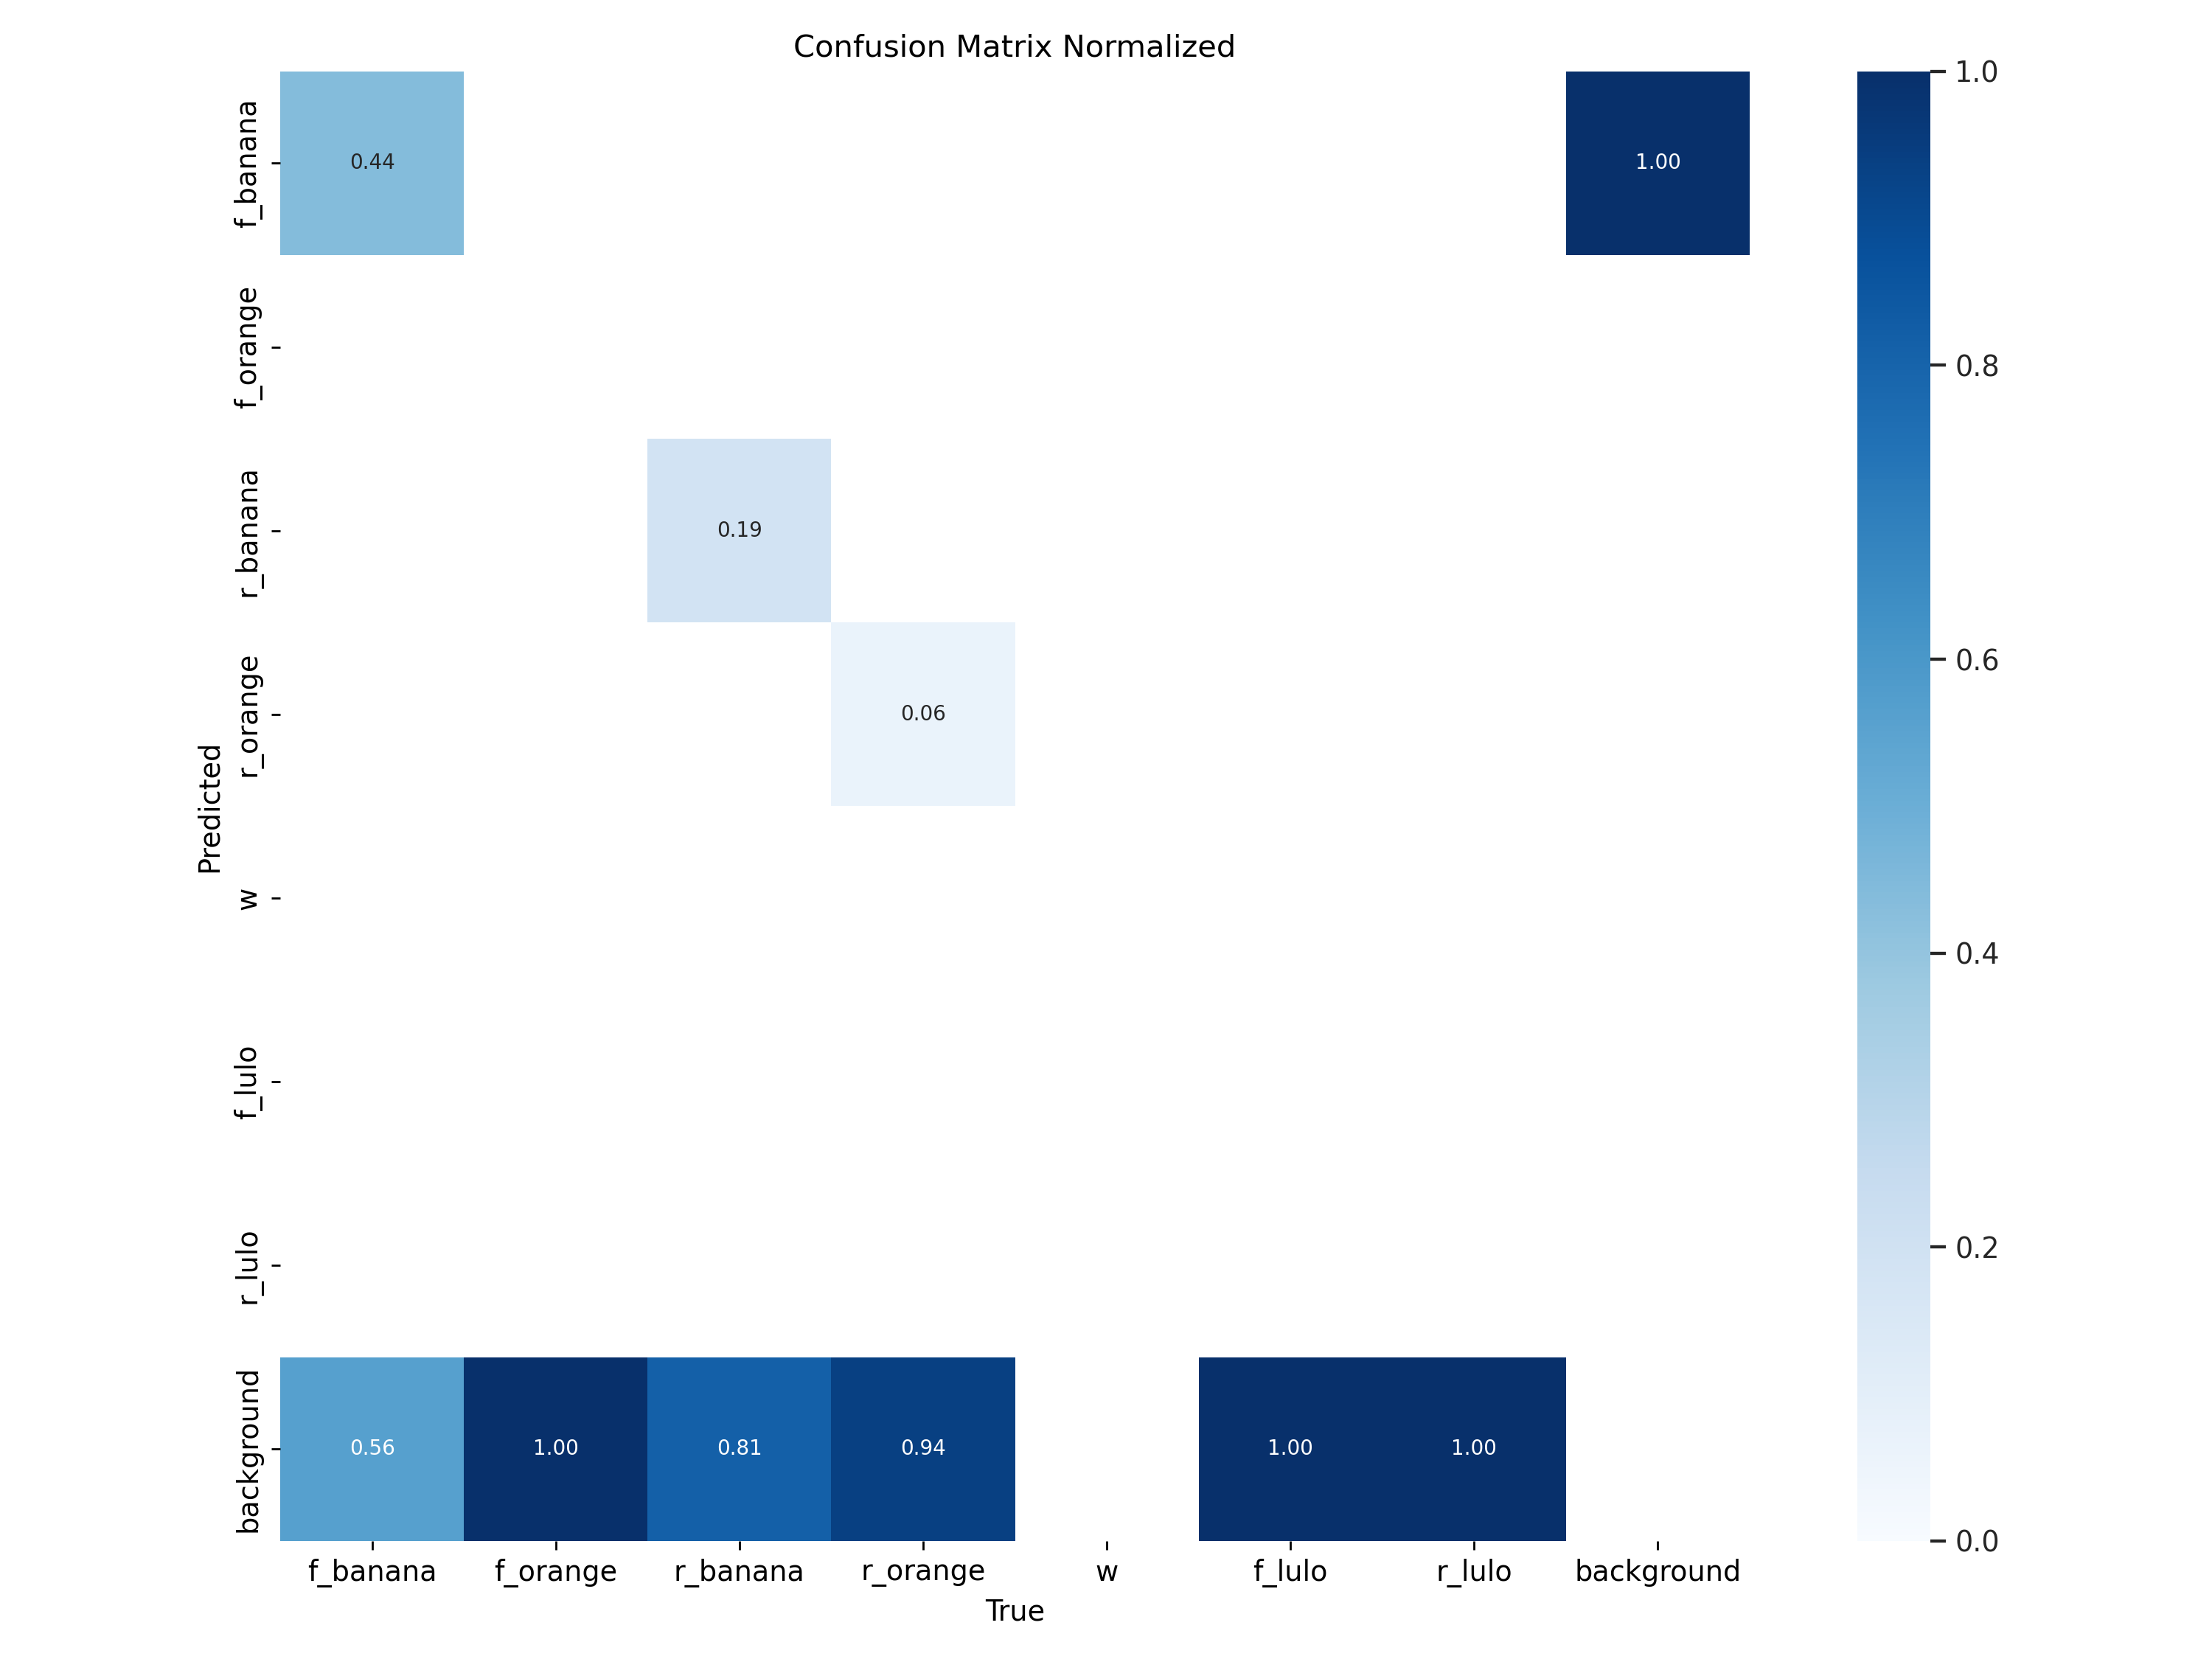 Confusion Matrix Normalized
f_banana
0.44
1.00
1.0
f_orange
0.8
r_banana
0.19
0.6
r_orange
0.06
Predicted
w
0.4
f_lulo
r_lulo
0.2
background
0.56
1.00
0.81
0.94
1.00
1.00
0.0
f_banana
f_orange
r_banana
r_orange
w
f_lulo
r_lulo
background
True